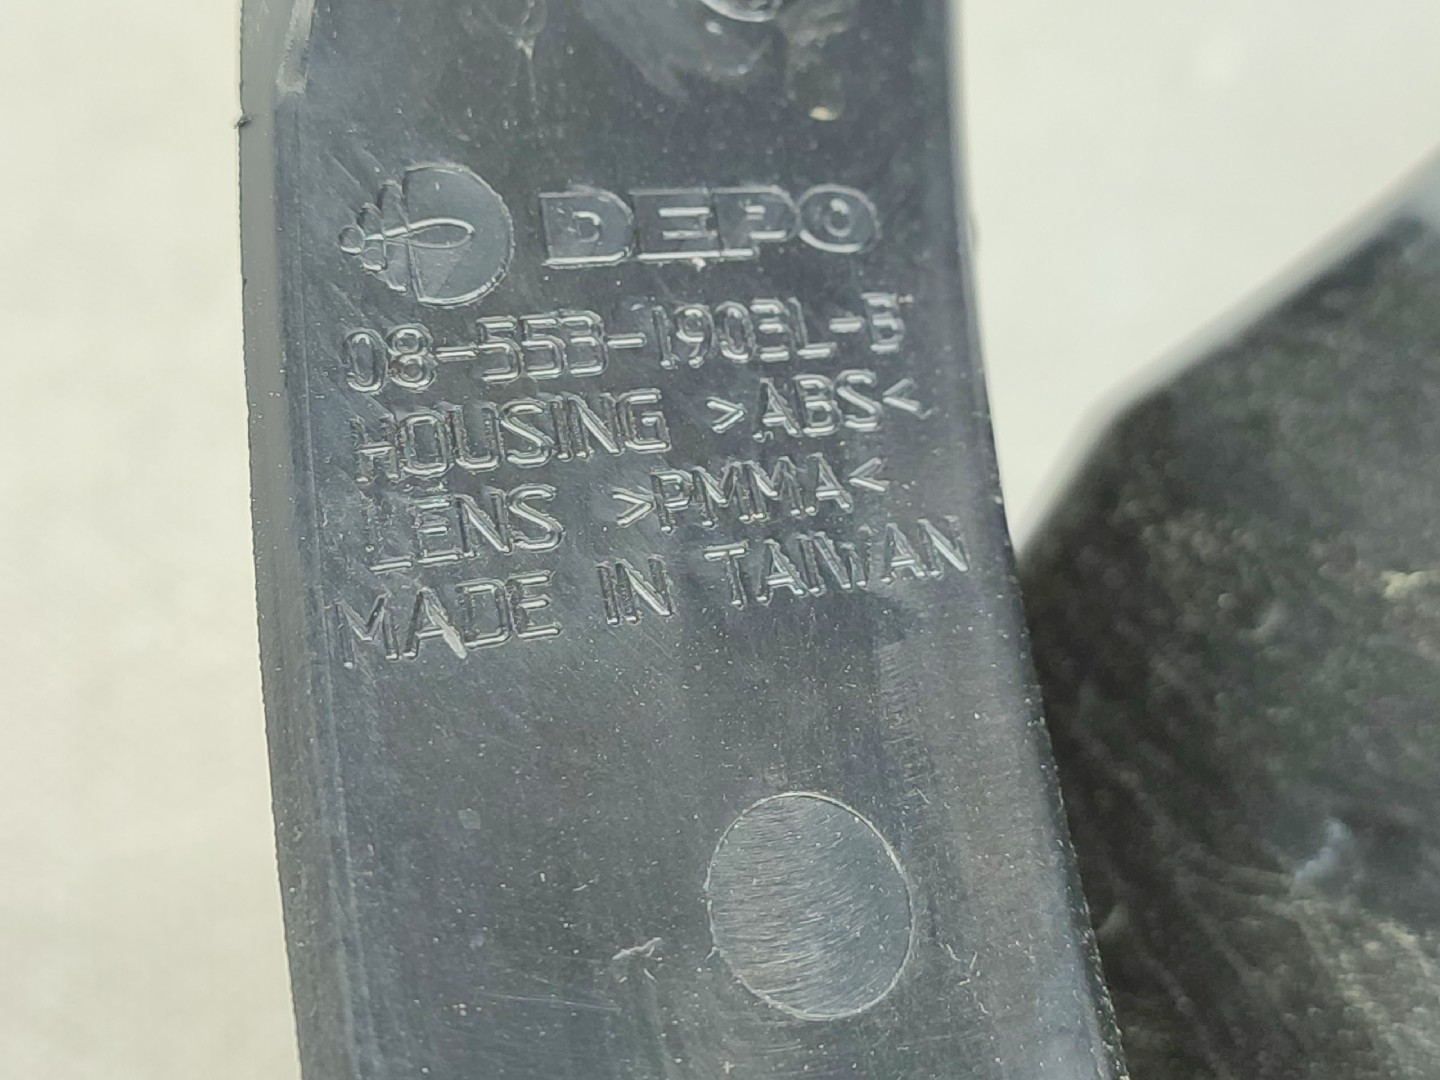 DEPO
08-553-1903L-E
HOUSING >ABS<
LENS >PMMA<
MADE IN TAIWAN